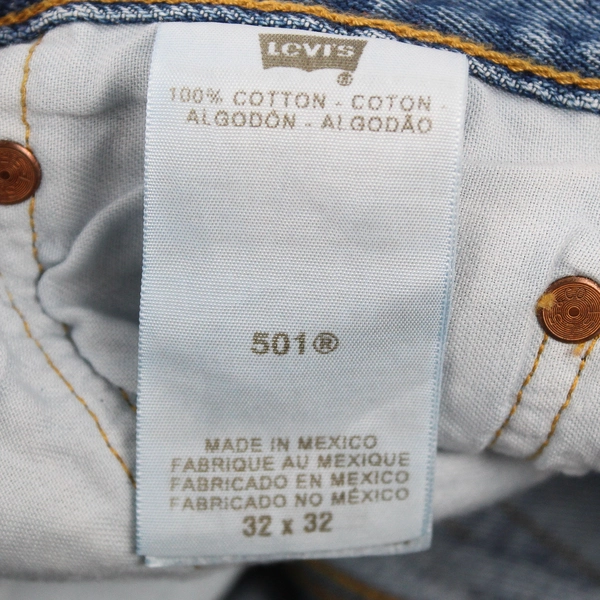 LEVI'S
®
100% COTTON - COTON -
ALGODÓN - ALGODÃO
501®
MADE IN MEXICO
FABRIQUE AU MEXIQUE
FABRICADO EN MEXICO
FABRICADO NO MÉXICO
32 x 32